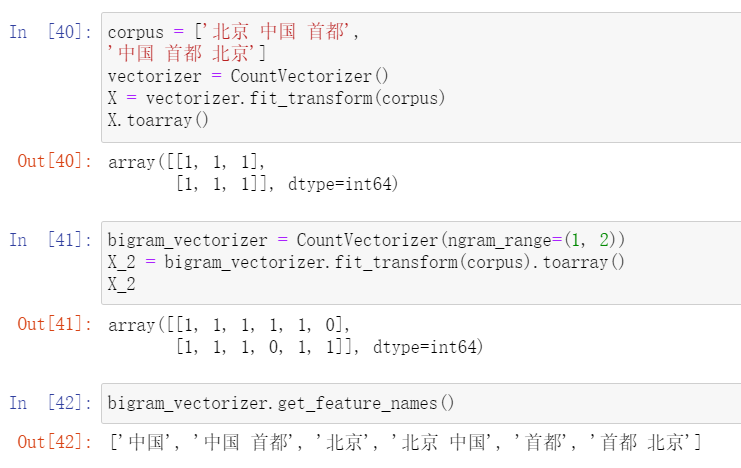 In [40]: corpus = ['北京 中国 首都',
'中国 首都 北京']
vectorizer = CountVectorizer()
X = vectorizer.fit_transform(corpus)
X.toarray()
Out[40]: array([[1, 1, 1],
[1, 1, 1]], dtype=int64)
In [41]: bigram_vectorizer = CountVectorizer(ngram_range=(1, 2))
X_2 = bigram_vectorizer.fit_transform(corpus).toarray()
X_2
Out[41]: array([[1, 1, 1, 1, 1, 0],
[1, 1, 1, 0, 1, 1]], dtype=int64)
In [42]: bigram_vectorizer.get_feature_names()
Out[42]: ['中国', '中国 首都', '北京', '北京 中国', '首都', '首都 北京']